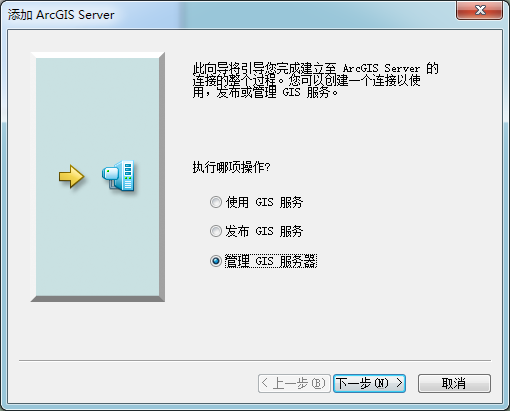 添加 ArcGIS Server
此向导将引导您完成建立至 ArcGIS Server 的
连接的整个过程。您可以创建一个连接以使
用，发布或管理 GIS 服务。
执行哪项操作?
使用 GIS 服务
发布 GIS 服务
管理 GIS 服务器
< 上一步(B)
下一步(N) >
取消